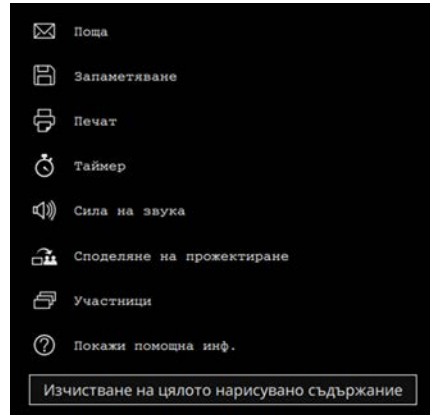 Поща
Запаметяване
Печат
Таймер
Сила на звука
Споделяне на прожектиране
Участници
Покажи помощна инф.
Изчистване на цялото нарисувано съдържание